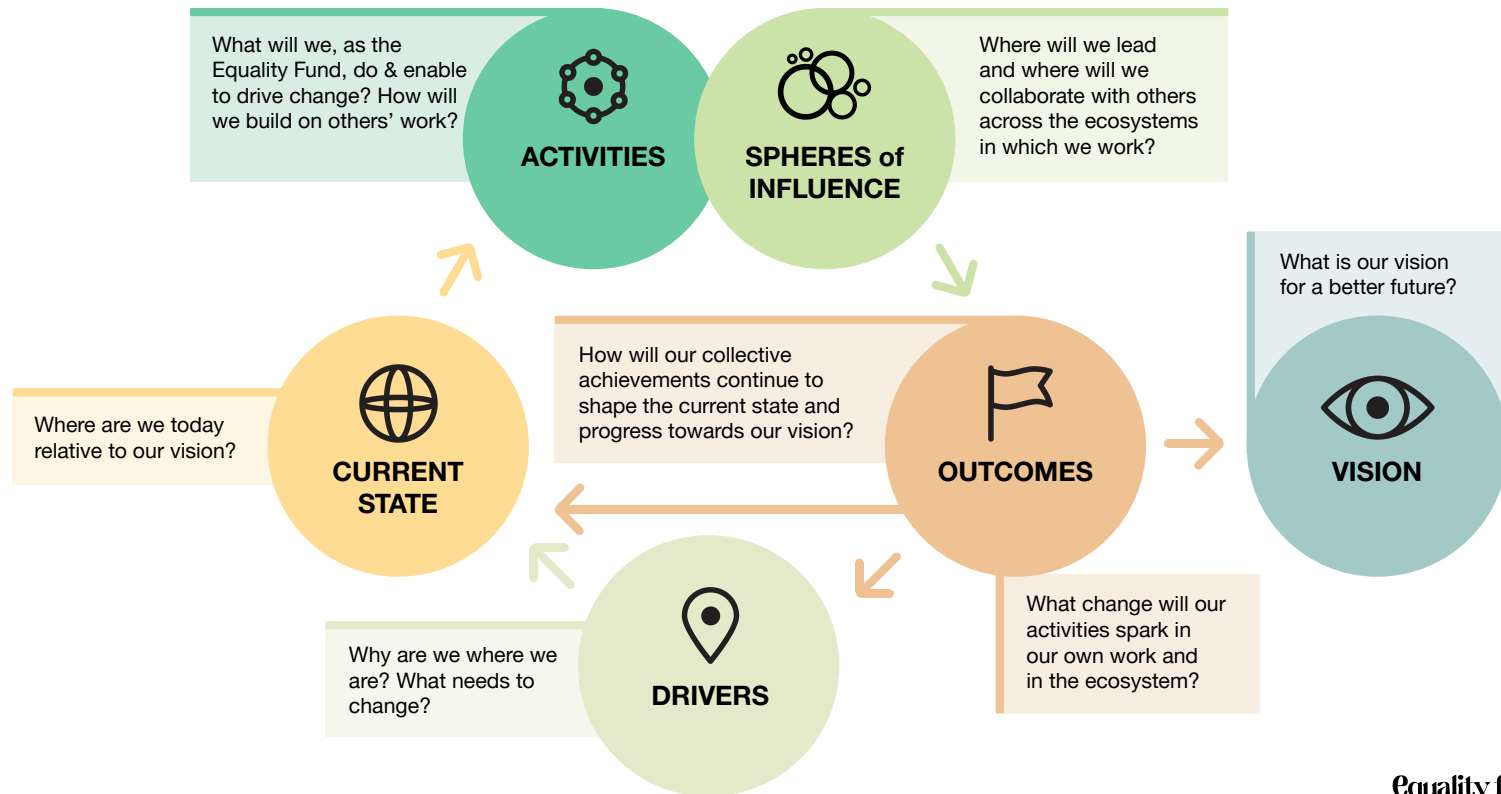 What will we, as the
Equality Fund, do & enable
to drive change? How will
we build on others’ work?
ACTIVITIES
SPHERES of
INFLUENCE
Where will we lead
and where will we
collaborate with others
across the ecosystems
in which we work?
What is our vision
for a better future?
VISION
Where are we today
relative to our vision?
CURRENT
STATE
How will our collective
achievements continue to
shape the current state and
progress towards our vision?
OUTCOMES
Why are we where we
are? What needs to
change?
DRIVERS
What change will our
activities spark in
our own work and
in the ecosystem?
equality f